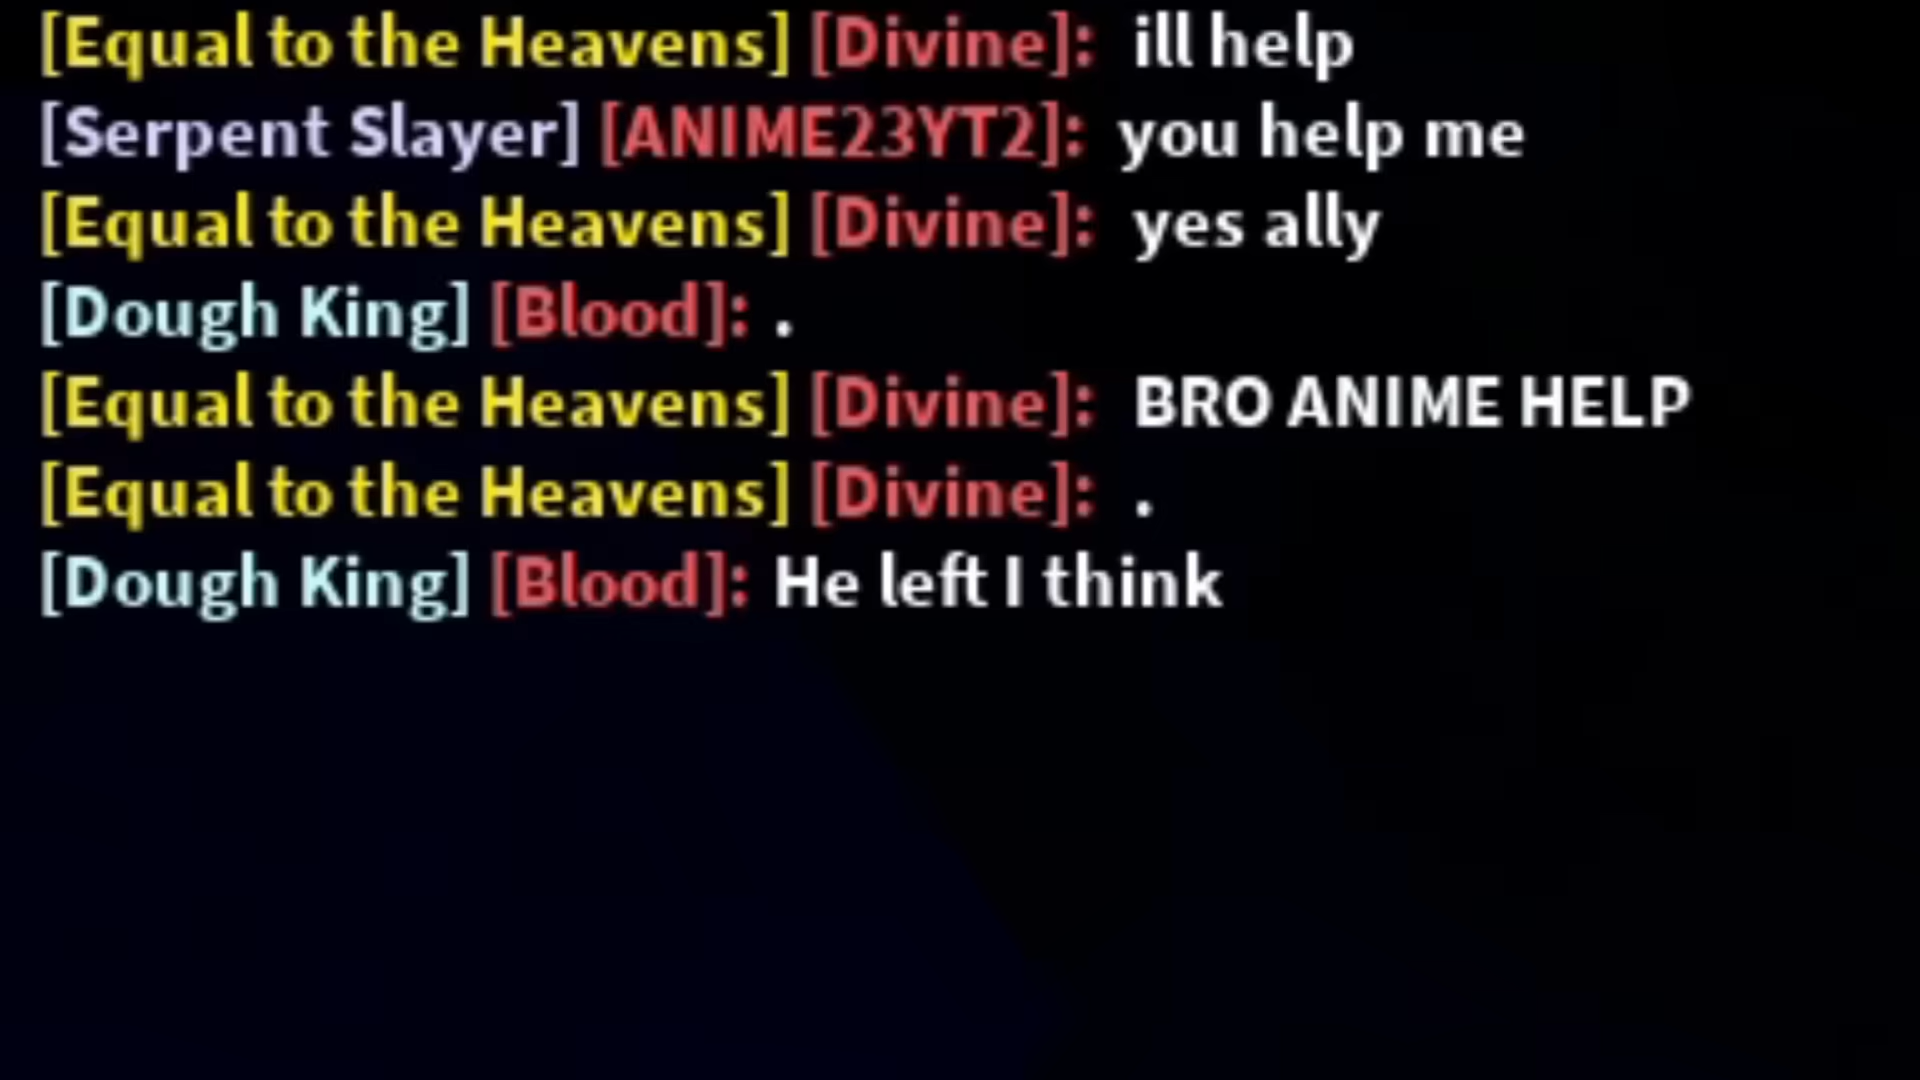 [Equal to the Heavens] [Divine]: ill help
[Serpent Slayer] [ANIME23YT2]: you help me
[Equal to the Heavens] [Divine]: yes ally
[Dough King] [Blood]: .
[Equal to the Heavens] [Divine]: BRO ANIME HELP
[Equal to the Heavens] [Divine]: .
[Dough King] [Blood]: He left I think